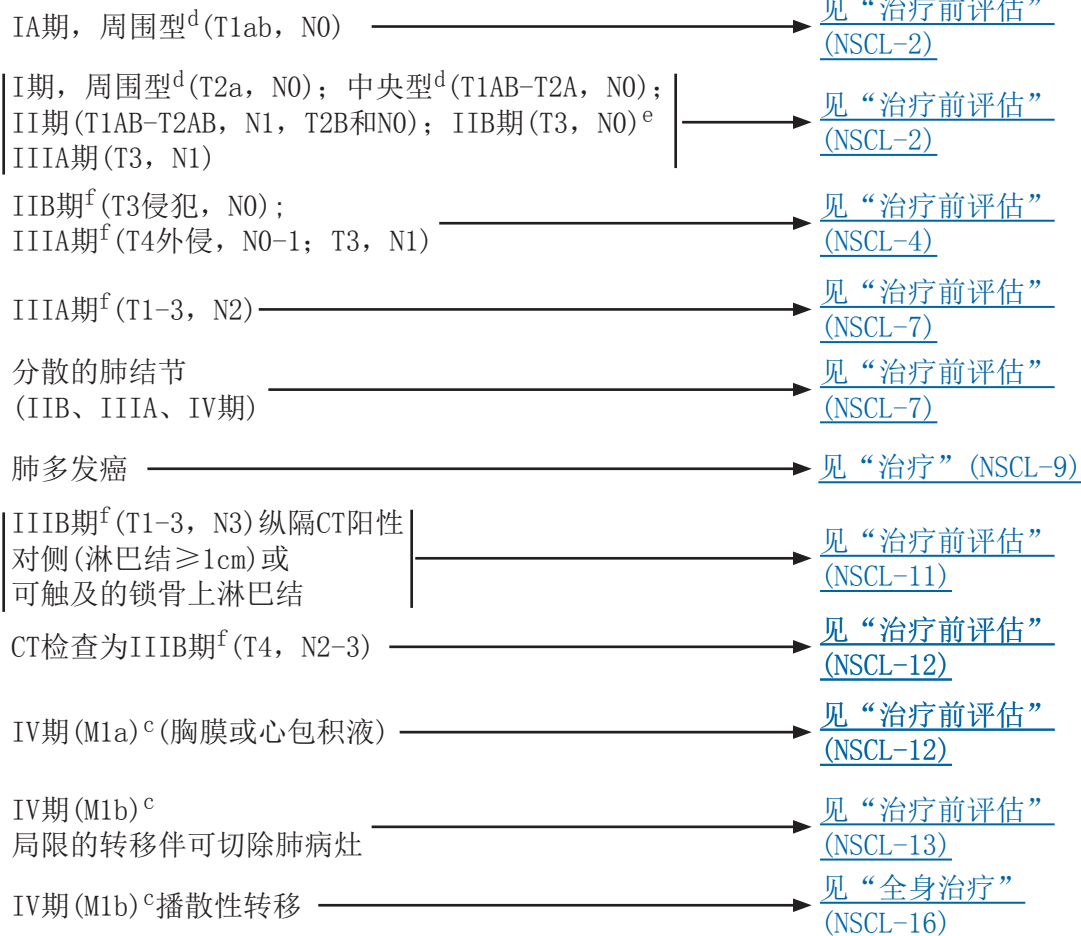 IA期，周围型d(T1ab，N0)
见“治疗前评估”
(NSCL-2)
I期，周围型d(T2a，N0)；中央型d(T1AB-T2A，N0)；
II期(T1AB-T2AB，N1，T2B和N0)；IIB期(T3，N0)e
IIIA期(T3，N1)
见“治疗前评估”
(NSCL-2)
IIB期f(T3侵犯，N0)；
IIIA期f(T4外侵，N0-1；T3，N1)
见“治疗前评估”
(NSCL-4)
IIIA期f(T1-3，N2)
见“治疗前评估”
(NSCL-7)
分散的肺结节
(IIB、IIIA、IV期)
见“治疗前评估”
(NSCL-7)
肺多发癌
见“治疗”(NSCL-9)
IIIB期f(T1-3，N3)纵隔CT阳性
对侧(淋巴结≥1cm)或
可触及的锁骨上淋巴结
见“治疗前评估”
(NSCL-11)
CT检查为IIIB期f(T4，N2-3)
见“治疗前评估”
(NSCL-12)
IV期(M1a)c(胸膜或心包积液)
见“治疗前评估”
(NSCL-12)
IV期(M1b)c
局限的转移伴可切除肺病灶
见“治疗前评估”
(NSCL-13)
IV期(M1b)c播散性转移
见“全身治疗”
(NSCL-16)